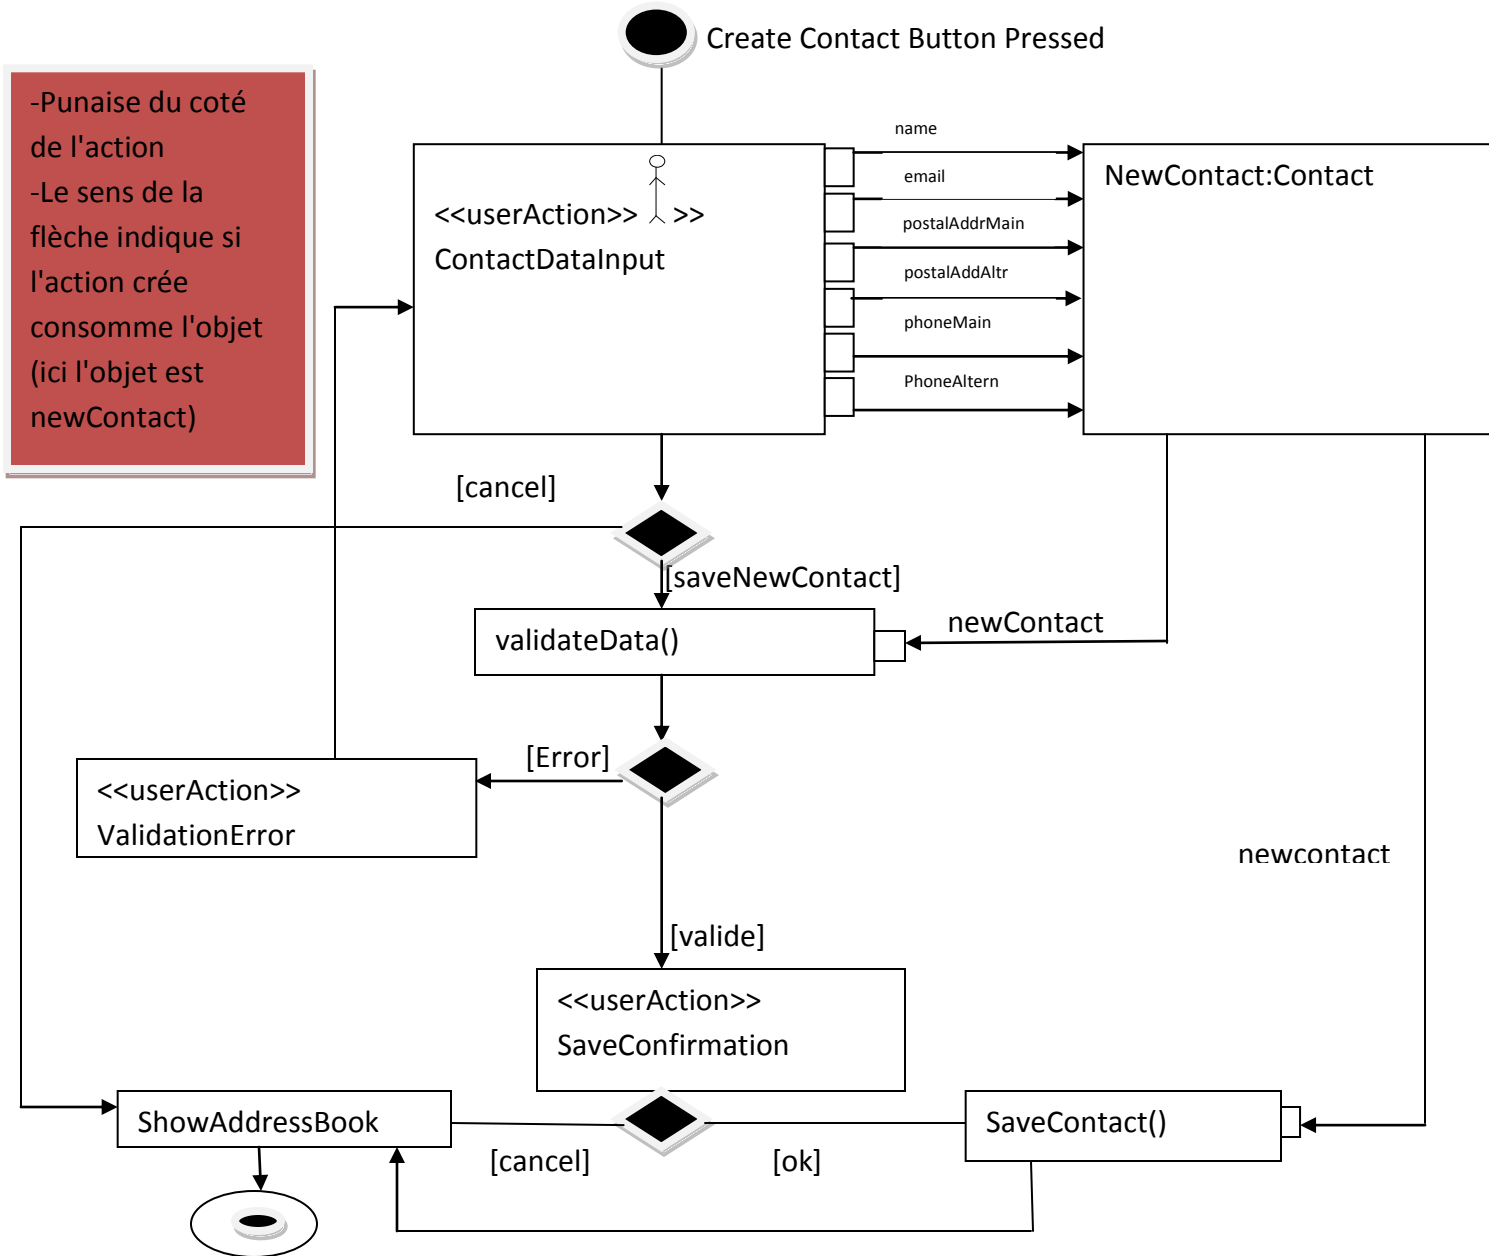 Create Contact Button Pressed
-Punaise du coté
de l'action
-Le sens de la
flèche indique si
l'action crée
consomme l'objet
(ici l'objet est
newContact)
<<userAction>> >>
ContactDataInput
name
email
postalAddrMain
postalAddAltr
phoneMain
PhoneAltern
NewContact:Contact
[cancel]
[saveNewContact]
validateData()
newContact
[Error]
<<userAction>>
ValidationError
newcontact
[valide]
<<userAction>>
SaveConfirmation
ShowAddressBook
[cancel]
[ok]
SaveContact()